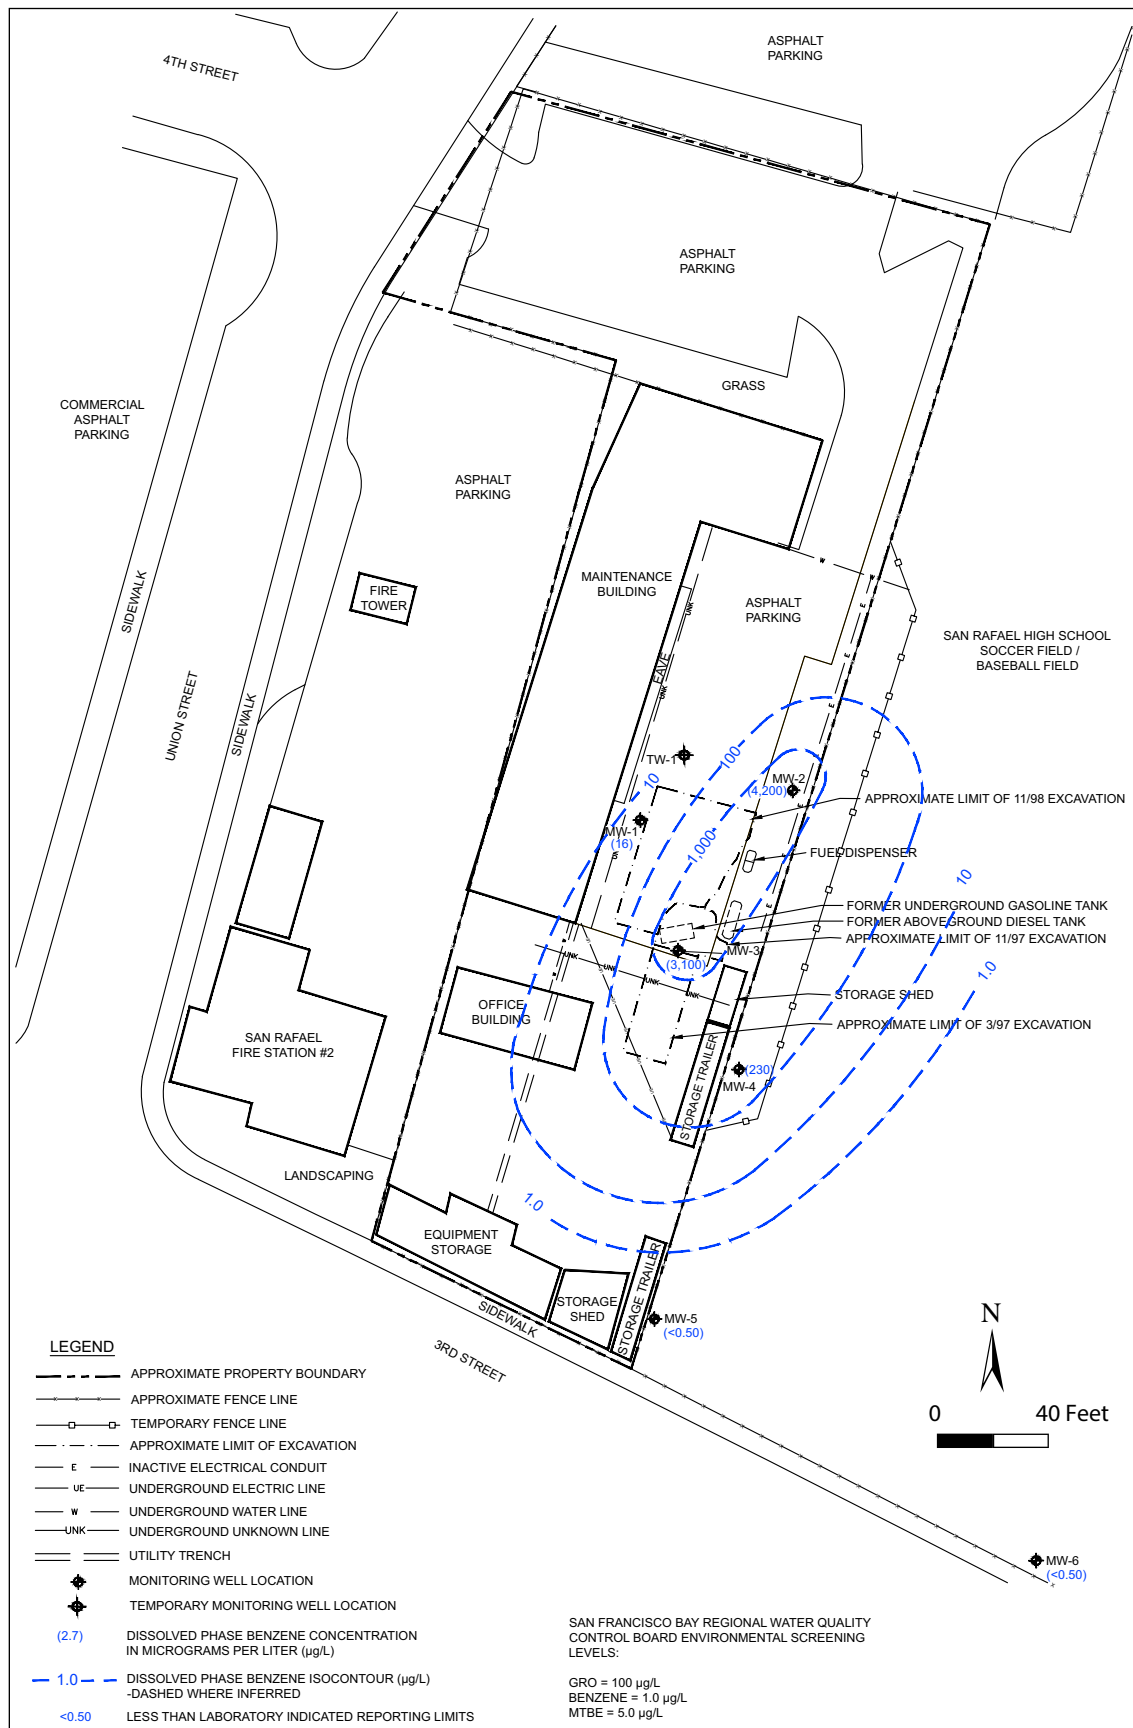 4TH STREET
ASPHALT
PARKING
ASPHALT
PARKING
GRASS
COMMERCIAL
ASPHALT
PARKING
ASPHALT
PARKING
SIDEWALK
UNION STREET
SIDEWALK
FIRE
TOWER
MAINTENANCE
BUILDING
ASPHALT
PARKING
W
W
E
E
E
E
E
UNK
UNK
EAVE
SAN RAFAEL HIGH SCHOOL
SOCCER FIELD /
BASEBALL FIELD
TW-1
100
10
MW-2
(4,200)
MW-1
(16)
1,000
APPROXIMATE LIMIT OF 11/98 EXCAVATION
FUEL DISPENSER
10
FORMER UNDERGROUND GASOLINE TANK
FORMER ABOVEGROUND DIESEL TANK
APPROXIMATE LIMIT OF 11/97 EXCAVATION
MW-3
(3,100)
UNK
UNK
UNK
UNK
1.0
STORAGE SHED
APPROXIMATE LIMIT OF 3/97 EXCAVATION
OFFICE
BUILDING
SAN RAFAEL
FIRE STATION #2
STORAGE TRAILER
(230)
MW-4
LANDSCAPING
1.0
EQUIPMENT
STORAGE
STORAGE
SHED
STORAGE TRAILER
SIDEWALK
3RD STREET
MW-5
(<0.50)
N
0 40 Feet
MW-6
(<0.50)
LEGEND
APPROXIMATE PROPERTY BOUNDARY
APPROXIMATE FENCE LINE
TEMPORARY FENCE LINE
APPROXIMATE LIMIT OF EXCAVATION
E INACTIVE ELECTRICAL CONDUIT
UE UNDERGROUND ELECTRIC LINE
W UNDERGROUND WATER LINE
UNK UNDERGROUND UNKNOWN LINE
UTILITY TRENCH
MONITORING WELL LOCATION
TEMPORARY MONITORING WELL LOCATION
(2.7) DISSOLVED PHASE BENZENE CONCENTRATION
IN MICROGRAMS PER LITER (µg/L)
1.0 DISSOLVED PHASE BENZENE ISOCONTOUR (µg/L)
-DASHED WHERE INFERRED
<0.50 LESS THAN LABORATORY INDICATED REPORTING LIMITS
SAN FRANCISCO BAY REGIONAL WATER QUALITY
CONTROL BOARD ENVIRONMENTAL SCREENING
LEVELS:
GRO = 100 µg/L
BENZENE = 1.0 µg/L
MTBE = 5.0 µg/L